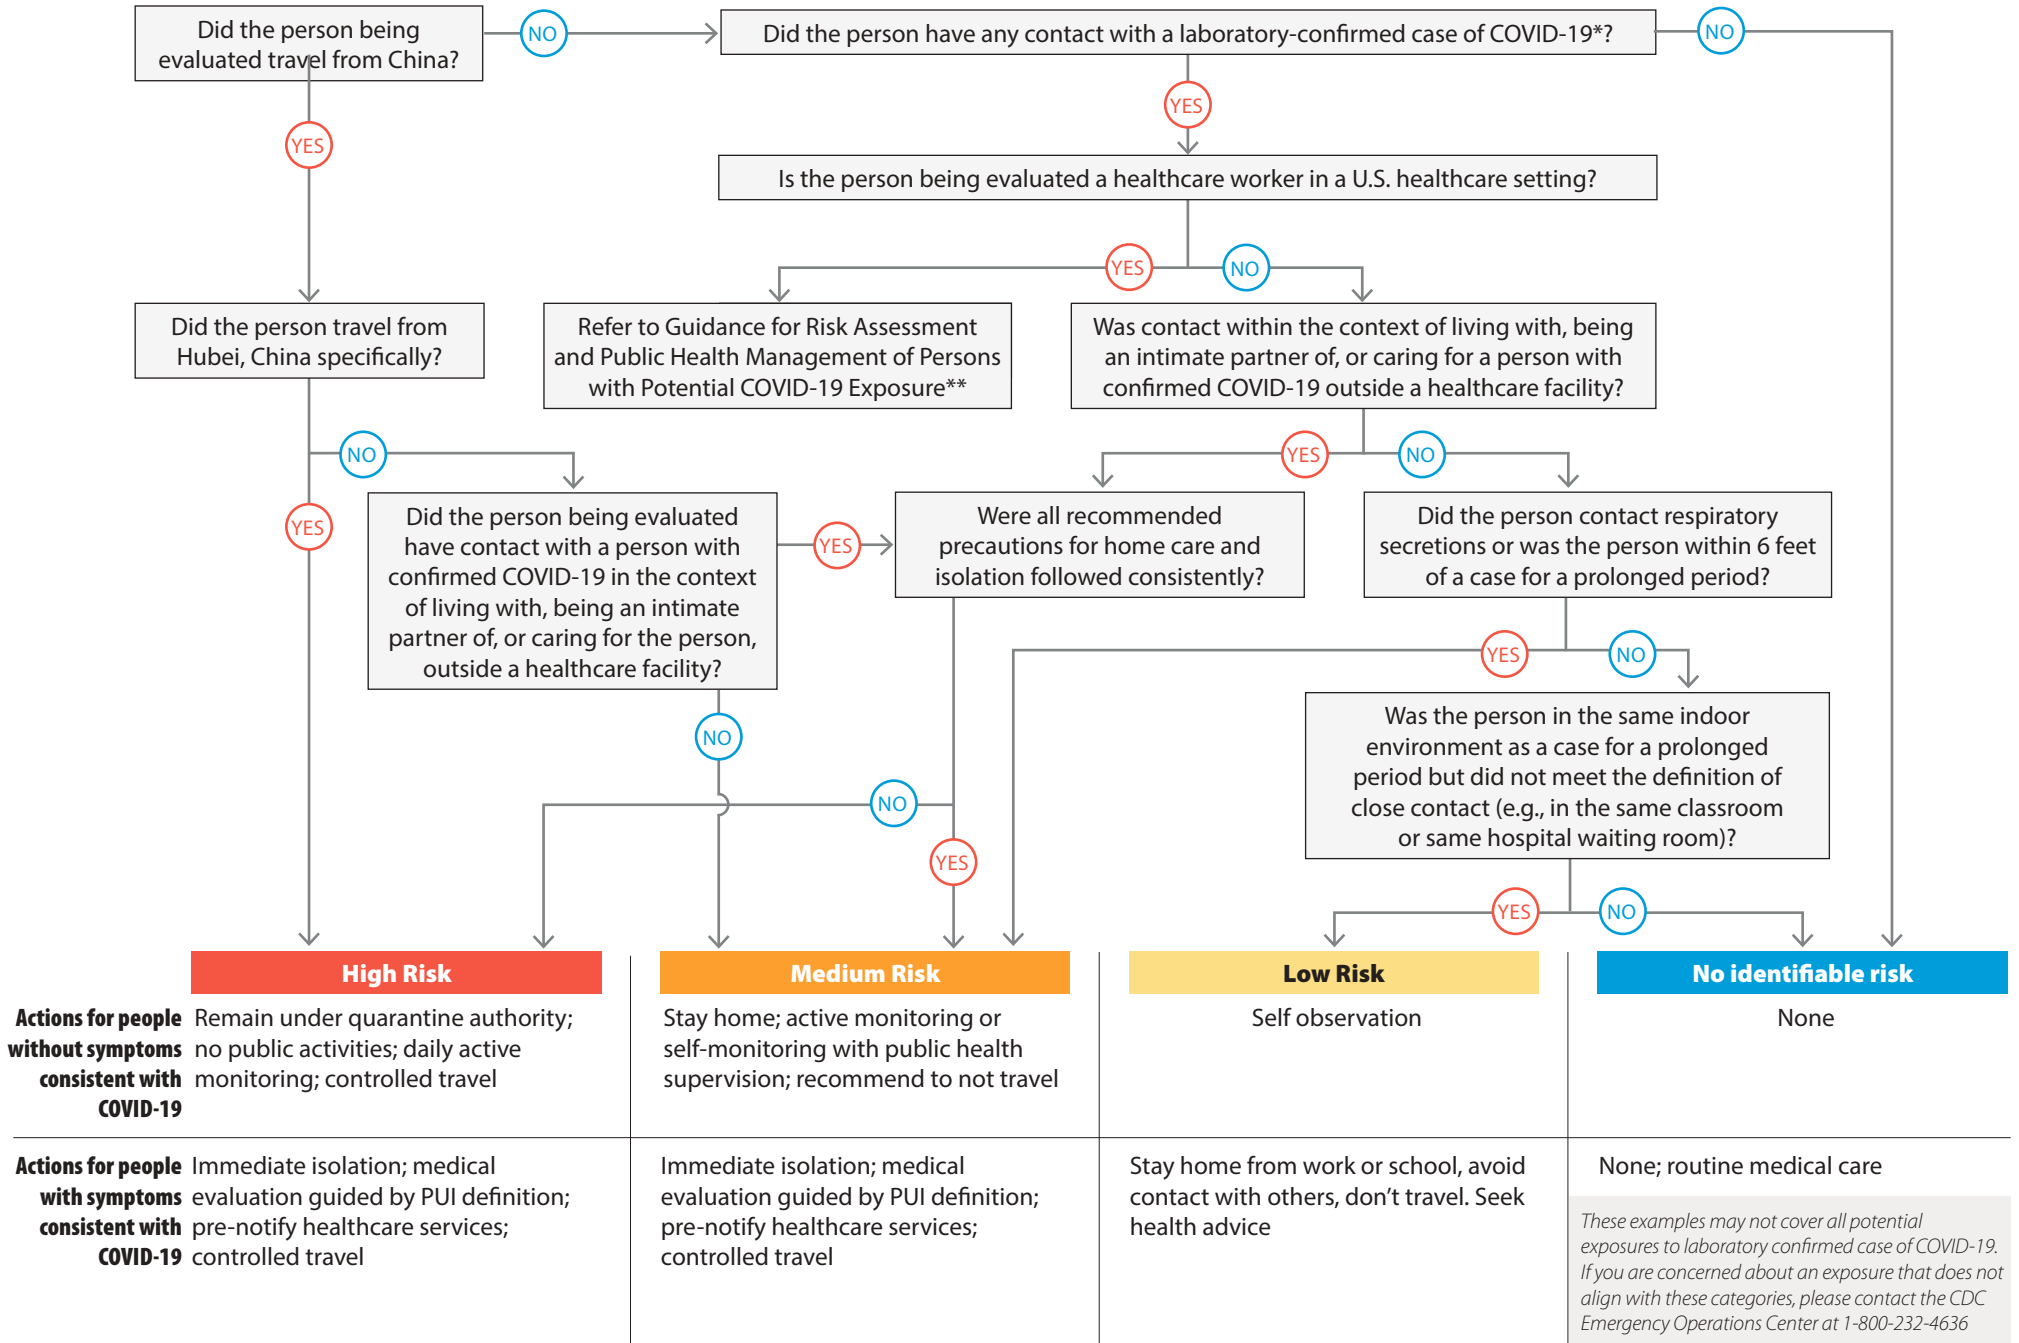 Did the person being
evaluated travel from China?
NO
Did the person have any contact with a laboratory-confirmed case of COVID-19*?
NO
YES
YES
Is the person being evaluated a healthcare worker in a U.S. healthcare setting?
YES
NO
Did the person travel from
Hubei, China specifically?
Refer to Guidance for Risk Assessment
and Public Health Management of Persons
with Potential COVID-19 Exposure**
Was contact within the context of living with, being
an intimate partner of, or caring for a person with
confirmed COVID-19 outside a healthcare facility?
NO
YES
NO
YES
Did the person being evaluated
have contact with a person with
confirmed COVID-19 in the context
of living with, being an intimate
partner of, or caring for the person,
outside a healthcare facility?
YES
Were all recommended
precautions for home care and
isolation followed consistently?
Did the person contact respiratory
secretions or was the person within 6 feet
of a case for a prolonged period?
YES
NO
NO
Was the person in the same indoor
environment as a case for a prolonged
period but did not meet the definition of
close contact (e.g., in the same classroom
or same hospital waiting room)?
NO
YES
YES
NO
High Risk
Medium Risk
Low Risk
No identifiable risk
Actions for people
without symptoms
consistent with
COVID-19
Remain under quarantine authority;
no public activities; daily active
monitoring; controlled travel
Stay home; active monitoring or
self-monitoring with public health
supervision; recommend to not travel
Self observation
None
Actions for people
with symptoms
consistent with
COVID-19
Immediate isolation; medical
evaluation guided by PUI definition;
pre-notify healthcare services;
controlled travel
Immediate isolation; medical
evaluation guided by PUI definition;
pre-notify healthcare services;
controlled travel
Stay home from work or school, avoid
contact with others, don’t travel. Seek
health advice
None; routine medical care
These examples may not cover all potential
exposures to laboratory confirmed case of COVID-19.
If you are concerned about an exposure that does not
align with these categories, please contact the CDC
Emergency Operations Center at 1-800-232-4636